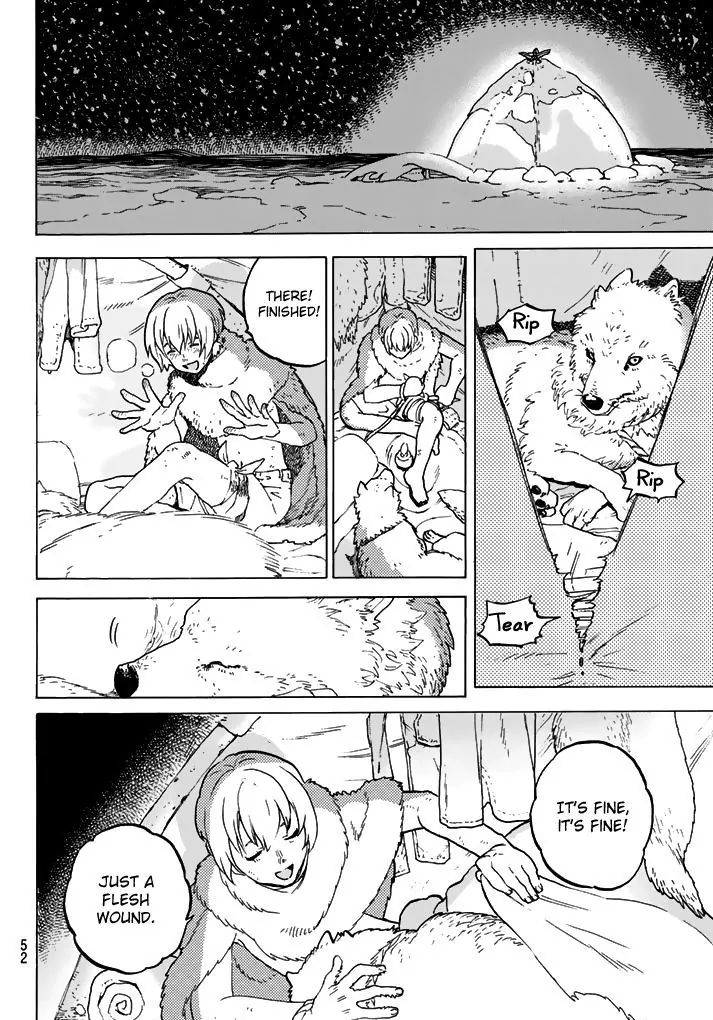 Rip
Rip
Tear
THERE!
FINISHED!
IT'S FINE,
IT'S FINE!
JUST A
FLESH
WOUND.
52